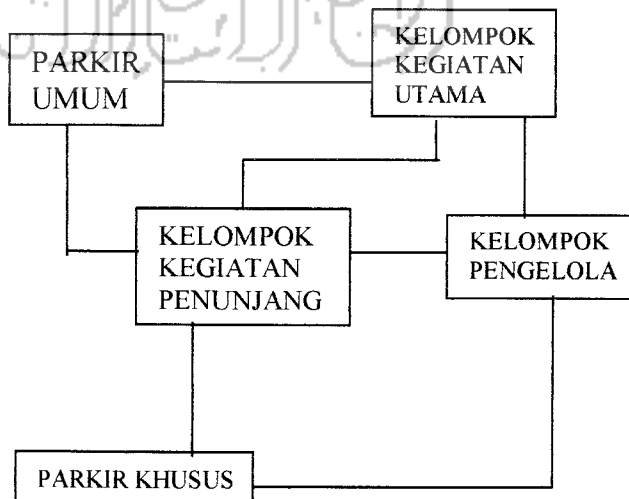 PARKIR
UMUM
KELOMPOK
KEGIATAN
UTAMA
KELOMPOK
KEGIATAN
PENUNJANG
KELOMPOK
PENGELOLA
PARKIR KHUSUS